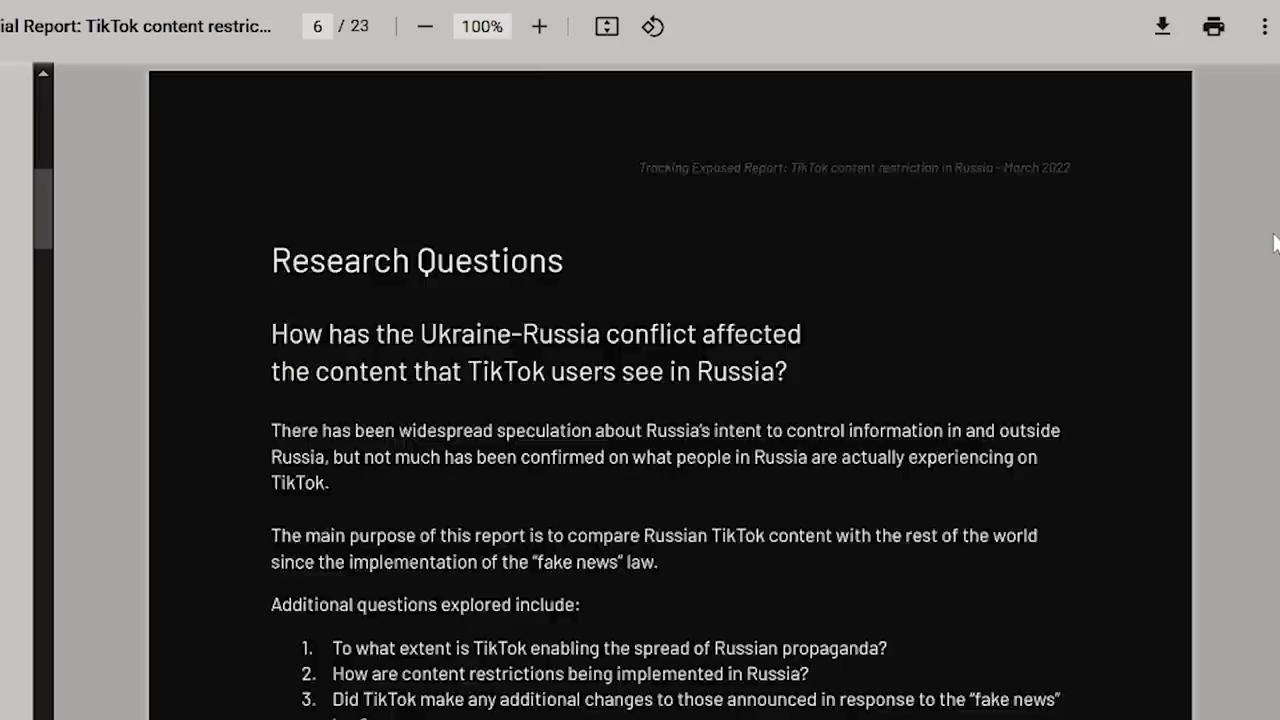 ial Report: TikTok content restric... 6 / 23 100%
Tracking Exposed Report: TikTok content restriction in Russia - March 2022
Research Questions
How has the Ukraine-Russia conflict affected
the content that TikTok users see in Russia?
There has been widespread speculation about Russia's intent to control information in and outside
Russia, but not much has been confirmed on what people in Russia are actually experiencing on
TikTok.
The main purpose of this report is to compare Russian TikTok content with the rest of the world
since the implementation of the “fake news” law.
Additional questions explored include:
1. To what extent is TikTok enabling the spread of Russian propaganda?
2. How are content restrictions being implemented in Russia?
3. Did TikTok make any additional changes to those announced in response to the “fake news”